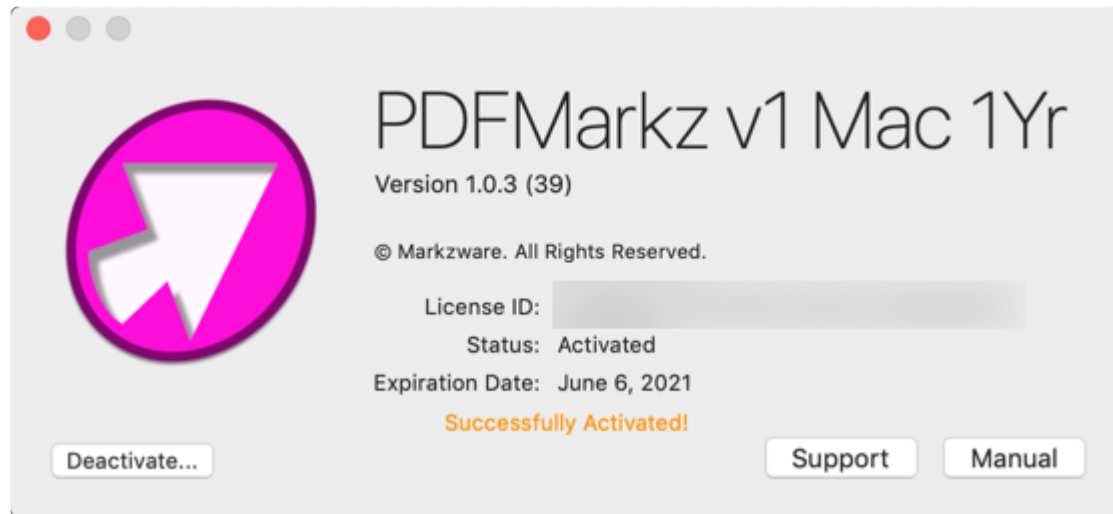 PDFMarkz v1 Mac 1Yr
Version 1.0.3 (39)
© Markzware. All Rights Reserved.
License ID:
Status: Activated
Expiration Date: June 6, 2021
Successfully Activated!
Deactivate...
Support
Manual